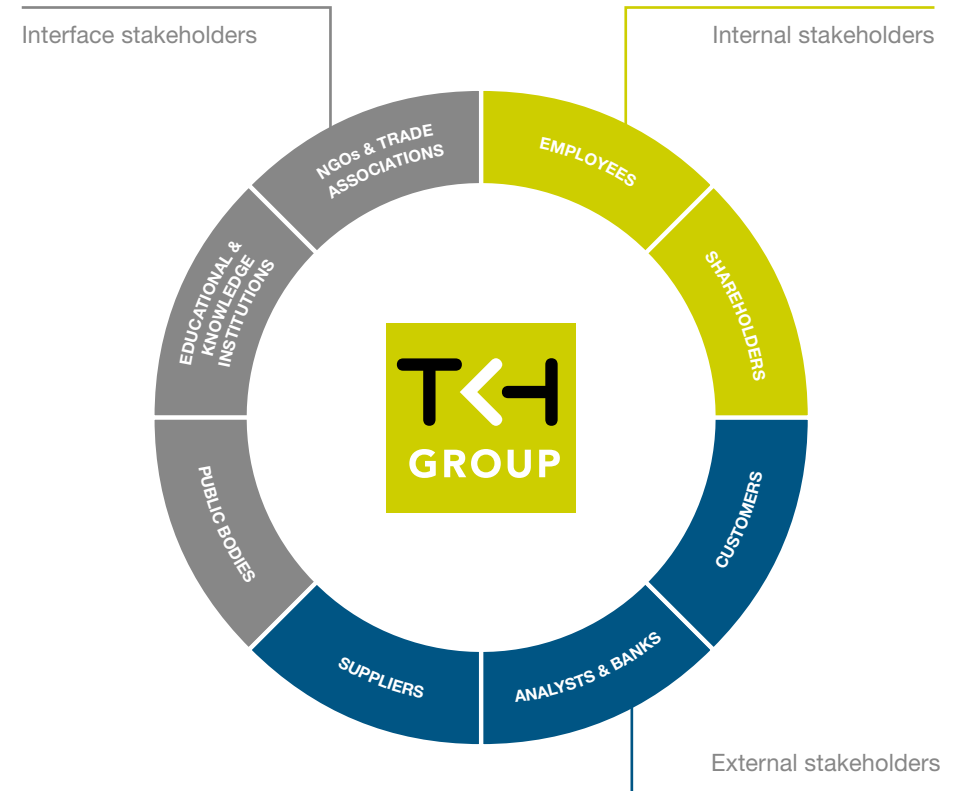 Interface stakeholders
Internal stakeholders
NGOs & TRADE
ASSOCIATIONS
EMPLOYEES
SHAREHOLDERS
EDUCATIONAL &
KNOWLEDGE
INSTITUTIONS
TKH
GROUP
PUBLIC BODIES
CUSTOMERS
SUPPLIERS
ANALYSTS & BANKS
External stakeholders